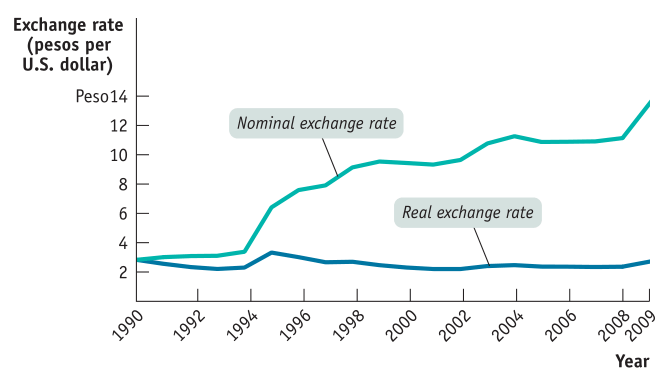 Exchange rate
(pesos per
U.S. dollar)
Peso14
12
10
8
6
4
2
Nominal exchange rate
Real exchange rate
1990
1992
1994
1996
1998
2000
2002
2004
2006
2008
2009
Year